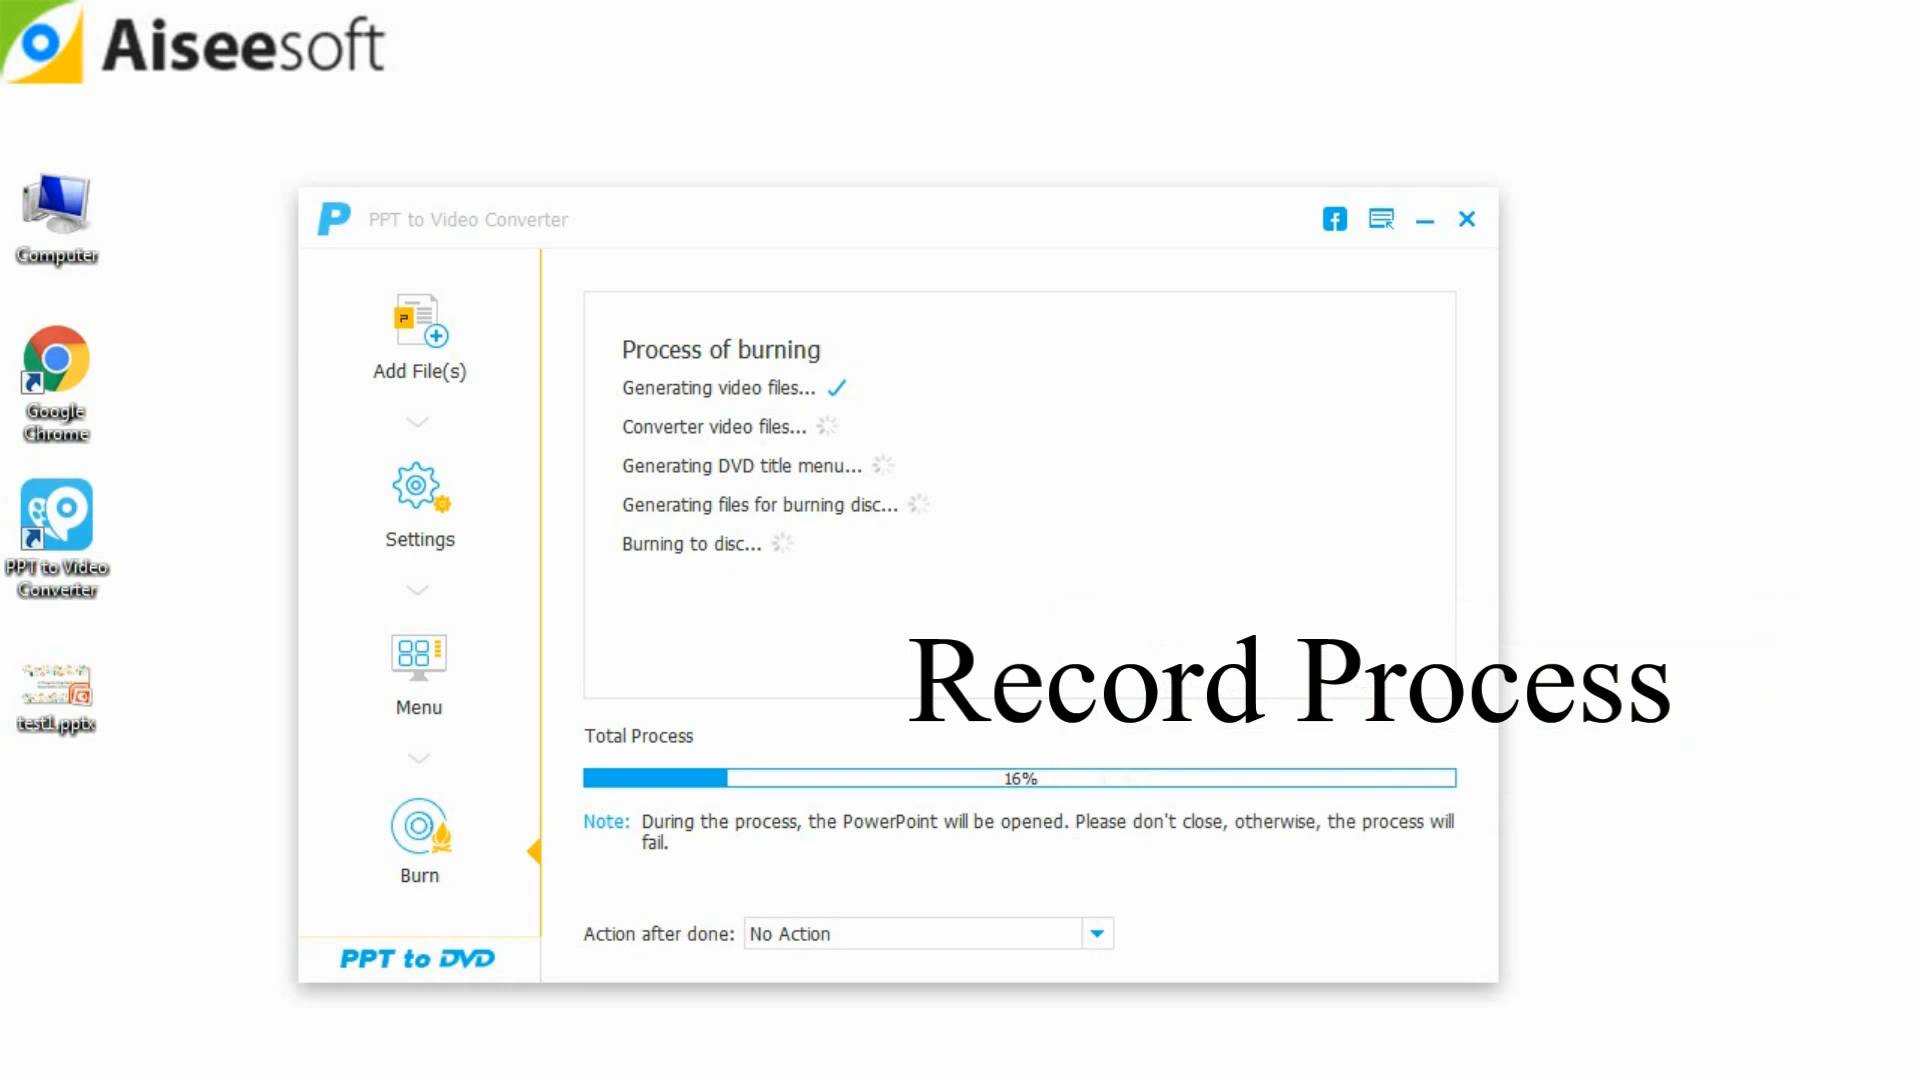 Aiseesoft
Computer
Google
Chrome
PPT to Video
Converter
test1.pptx
P PPT to Video Converter
Add File(s)
Settings
Menu
Burn
PPT to DVD
Process of burning
Generating video files...
Converter video files...
Generating DVD title menu...
Generating files for burning disc...
Burning to disc...
Record Process
Total Process
16%
Note: During the process, the PowerPoint will be opened. Please don't close, otherwise, the process will
fail.
Action after done: No Action